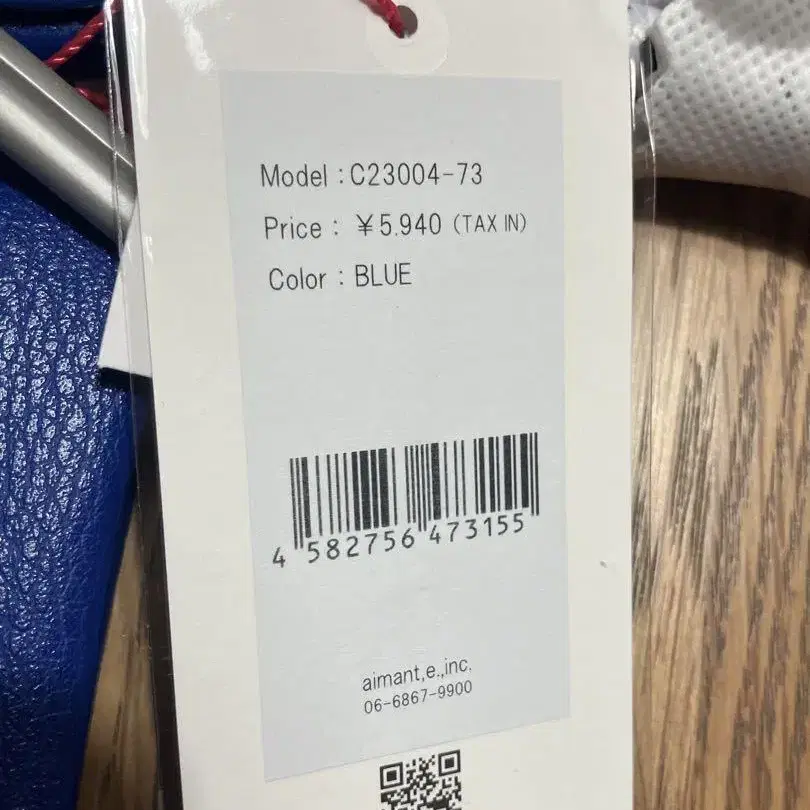 Model :C23004-73
Price : ¥5.940 (TAX IN)
Color : BLUE
4 582756 473155
aimant,e.,inc.
06-6867-9900